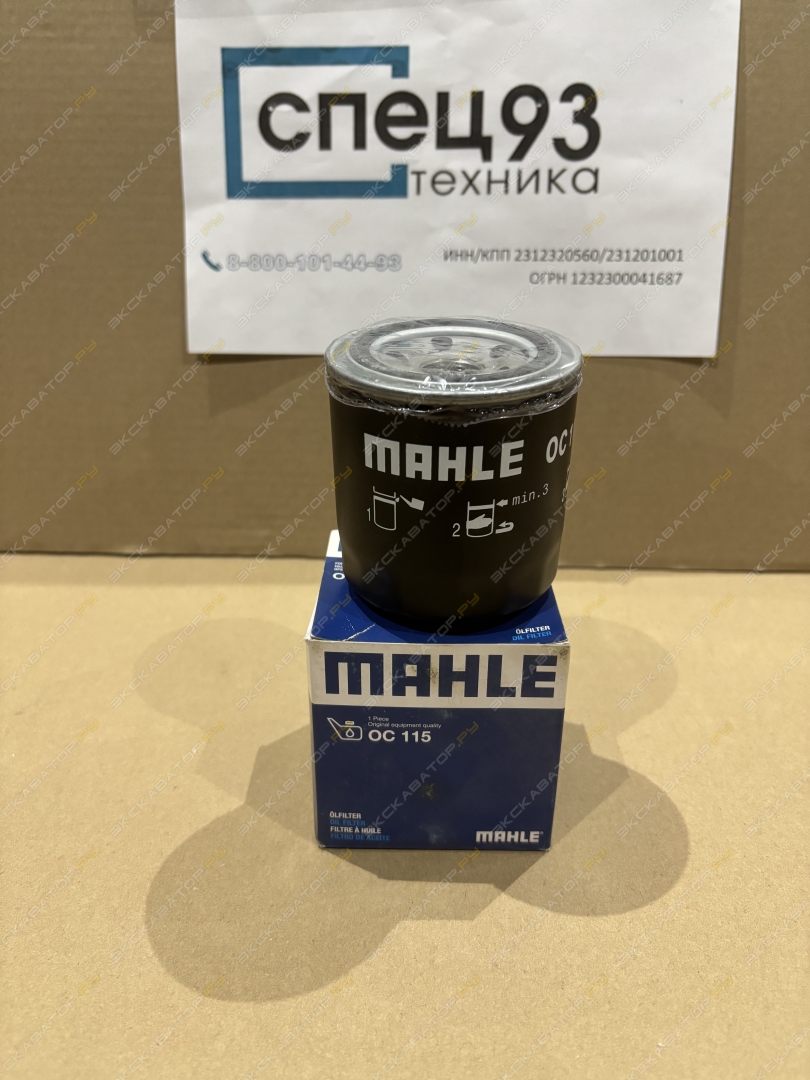 спец93
техника
8-800-101-44-93
ИНН/КПП 2312320560/231201001
ОГРН 1232300041687
MAHLE OC 1
1
2
min.3
ÖLFILTER
OIL FILTER
MAHLE
1 Piece
Original equipment quality
OC 115
ÖLFILTER
OIL FILTER
FILTRE À HUILE
FILTRO DE ACEITE
MAHLE
ЭКСКАВАТОР.РУ